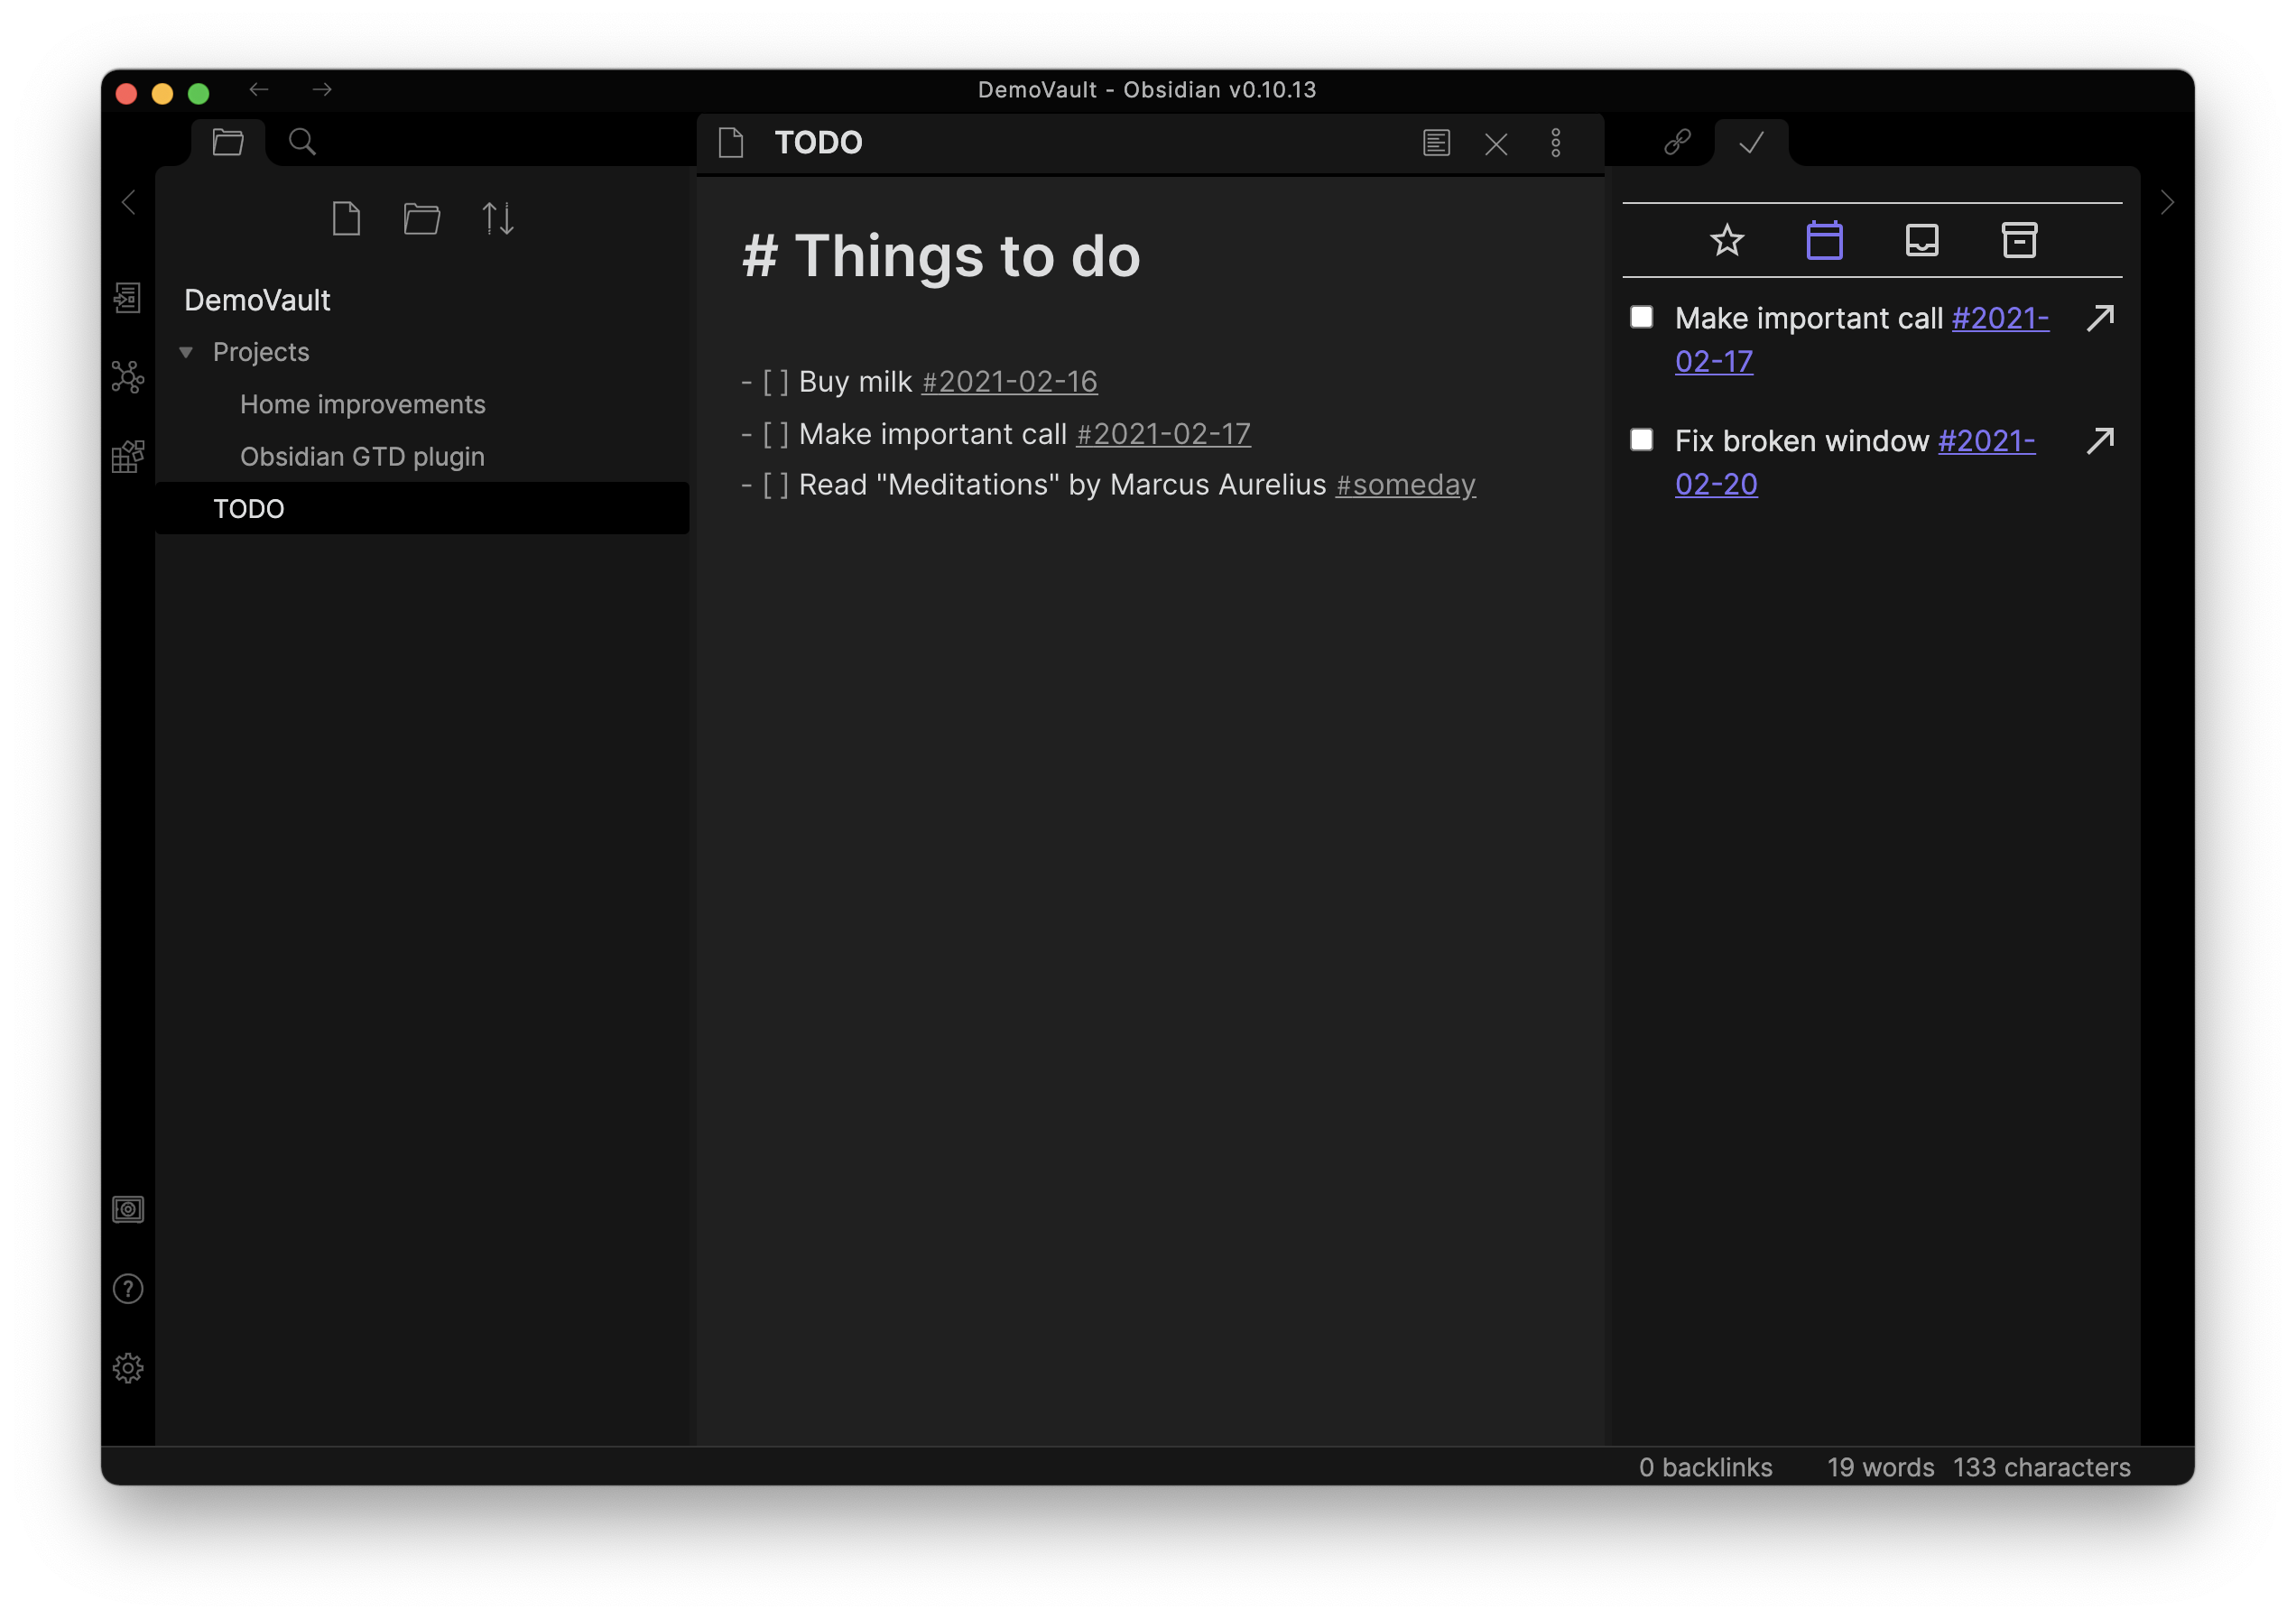 DemoVault - Obsidian v0.10.13
TODO
DemoVault
Projects
Home improvements
Obsidian GTD plugin
TODO
# Things to do
- [ ] Buy milk #2021-02-16
- [ ] Make important call #2021-02-17
- [ ] Read "Meditations" by Marcus Aurelius #someday
Make important call #2021-
02-17
Fix broken window #2021-
02-20
0 backlinks 19 words 133 characters